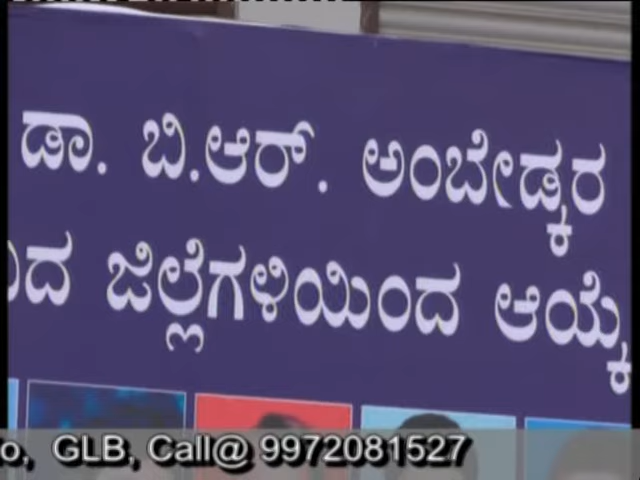 ಡಾ. ಬಿ.ಆರ್. ಅಂಬೇಡ್ಕರ
ದ ಜಿಲ್ಲೆಗಳಿಯಿಂದ ಆಯ್ಕೆ
o, GLB, Call@ 9972081527